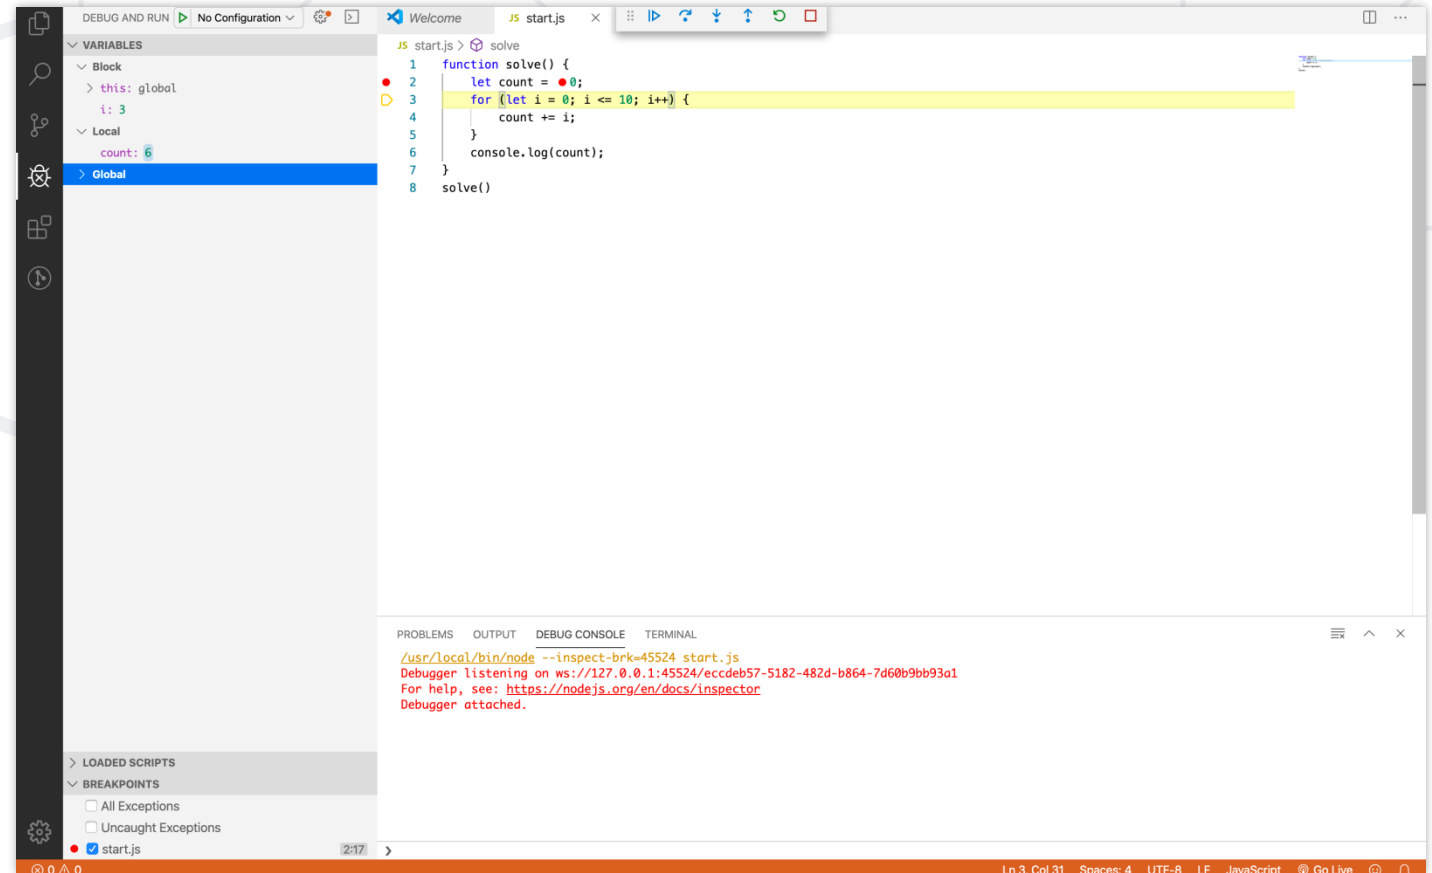 DEBUG AND RUN No Configuration
VARIABLES
Block
this: global
i: 3
Local
count: 6
Global
Welcome
JS start.js
JS start.js > solve
1 function solve() {
2 let count = 0;
3 for (let i = 0; i <= 10; i++) {
4 count += i;
5 }
6 console.log(count);
7 }
8 solve()
PROBLEMS OUTPUT DEBUG CONSOLE TERMINAL
/usr/local/bin/node --inspect-brk=45524 start.js
Debugger listening on ws://127.0.0.1:45524/eccdeb57-5182-482d-b864-7d60b9bb93a1
For help, see: https://nodejs.org/en/docs/inspector
Debugger attached.
LOADED SCRIPTS
BREAKPOINTS
All Exceptions
Uncaught Exceptions
start.js 2:17
0 0 Ln 3, Col 31 Spaces: 4 UTF-8 LF JavaScript Go Live